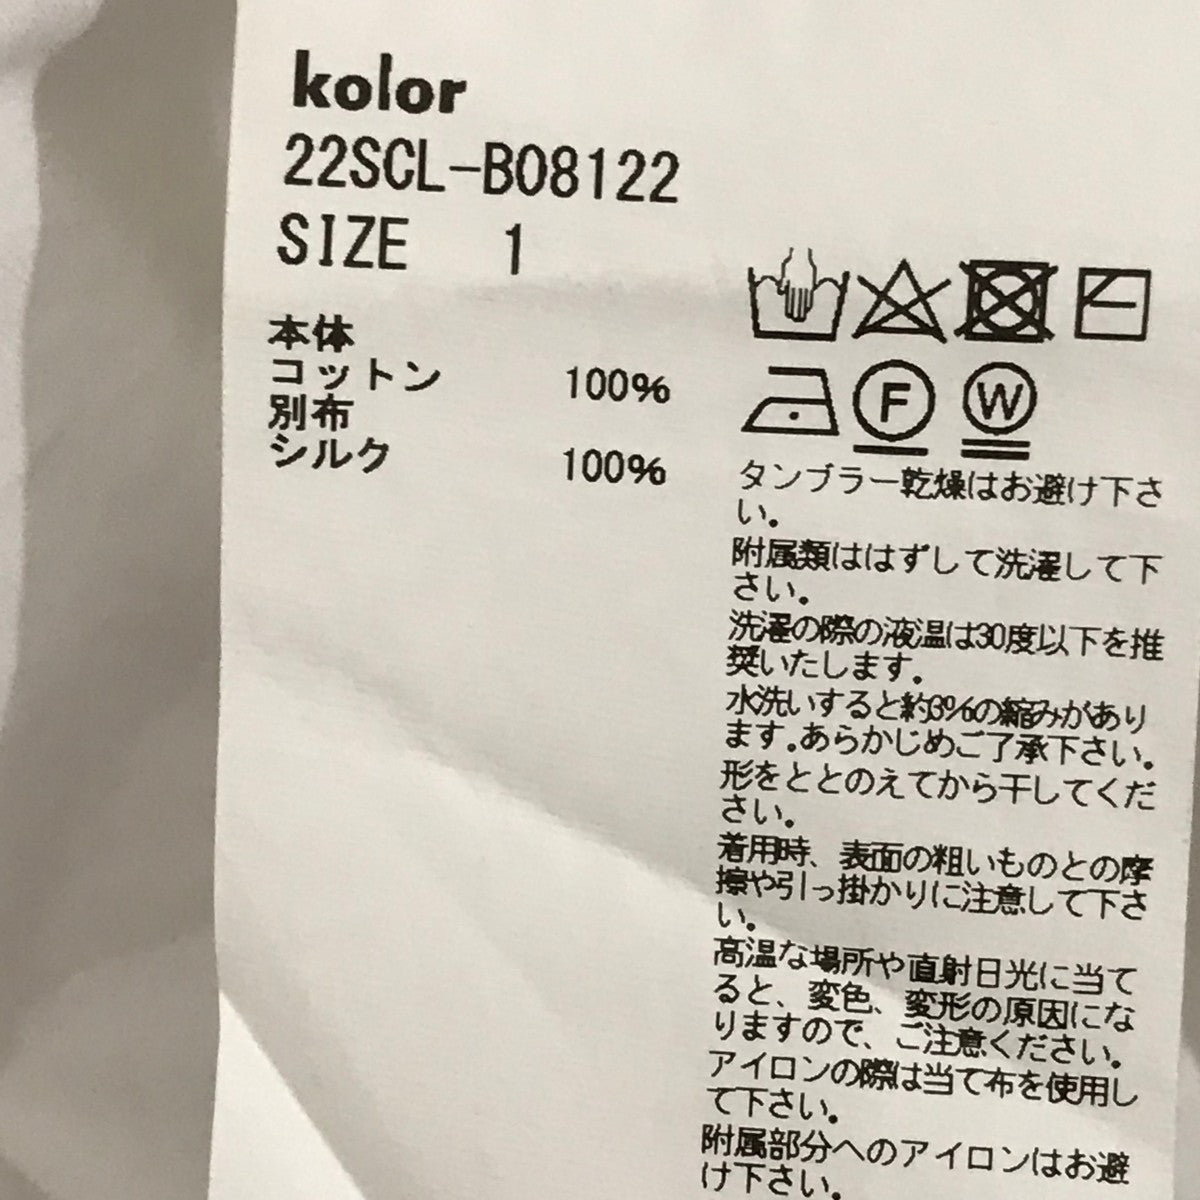 kolor
22SCL-B08122
SIZE 1
本体
コットン 100%
別布
シルク 100%
F W
タンブラー乾燥はお避け下さ
い。
附属類ははずして洗濯して下
さい。
洗濯の際の液温は30度以下を推
奨いたします。
水洗いすると約3%の縮みがあり
ます。あらかじめご了承下さい。
形をととのえてから干してくだ
さい。
着用時、表面の粗いものとの摩
擦や引っ掛かりに注意して下さ
い。
高温な場所や直射日光に当て
ると、変色、変形の原因にな
りますので、ご注意ください。
アイロンの際は当て布を使用し
て下さい。
附属部分へのアイロンはお避
け下さい。